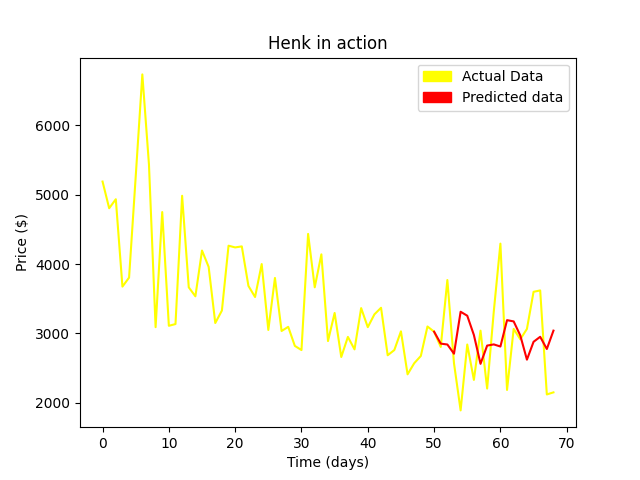 Henk in action
Actual Data
Predicted data
Price ($)
6000
5000
4000
3000
2000
0 10 20 30 40 50 60 70
Time (days)